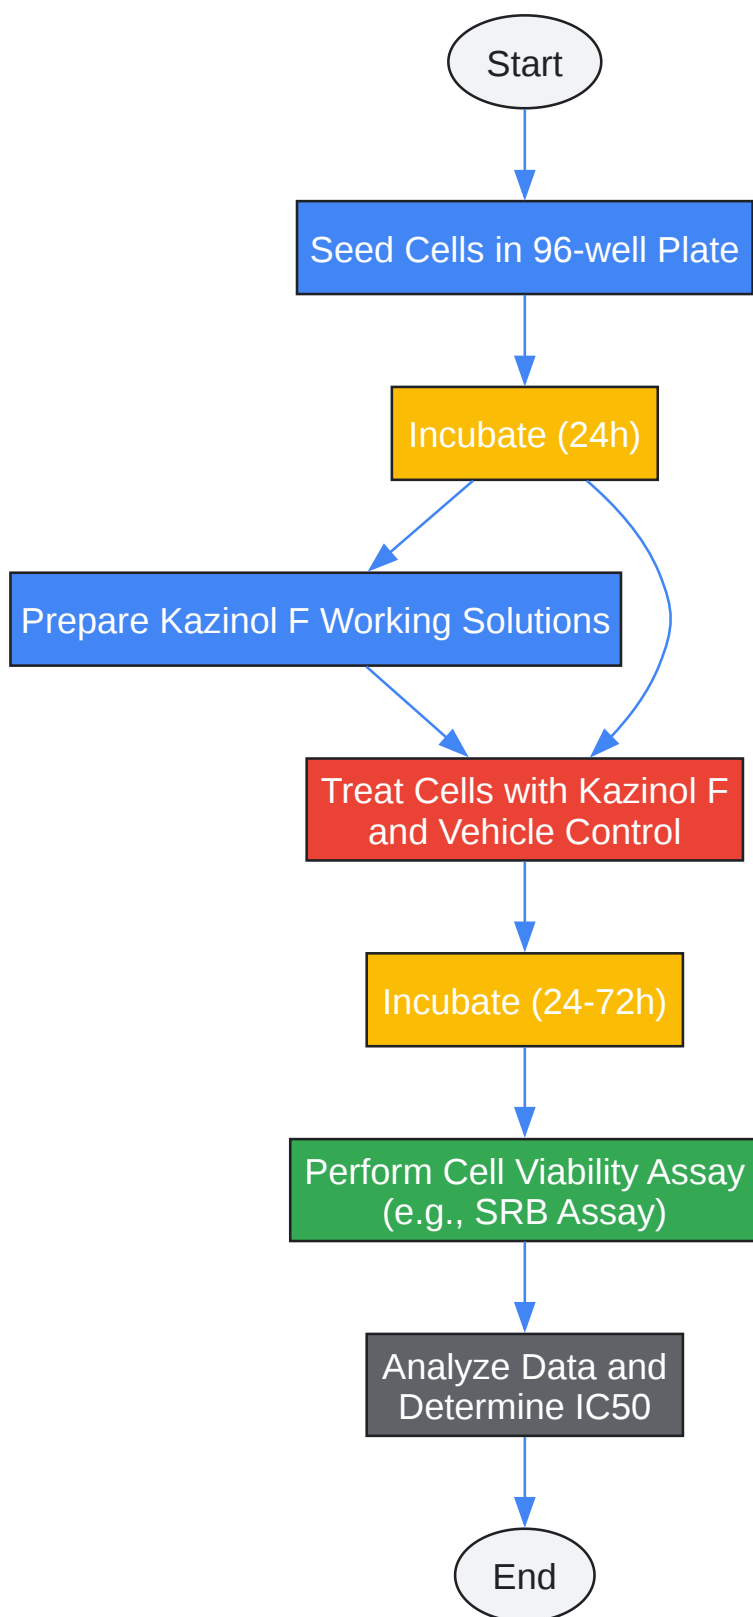 Start
Seed Cells in 96-well Plate
Incubate (24h)
Prepare Kazinol F Working Solutions
Treat Cells with Kazinol F
and Vehicle Control
Incubate (24-72h)
Perform Cell Viability Assay
(e.g., SRB Assay)
Analyze Data and
Determine IC50
End